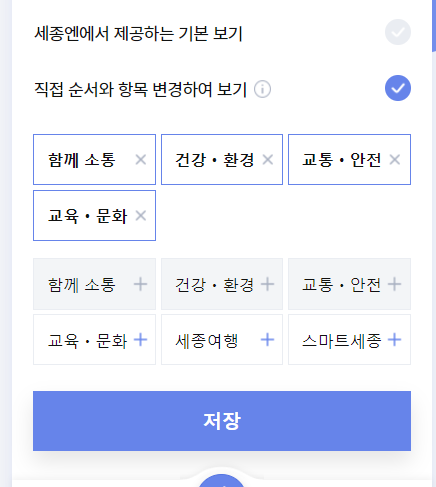 세종엔에서 제공하는 기본 보기
직접 순서와 항목 변경하여 보기
함께 소통 건강·환경 교통·안전
교육·문화
함께 소통 건강·환경 교통·안전
교육·문화 세종여행 스마트세종
저장